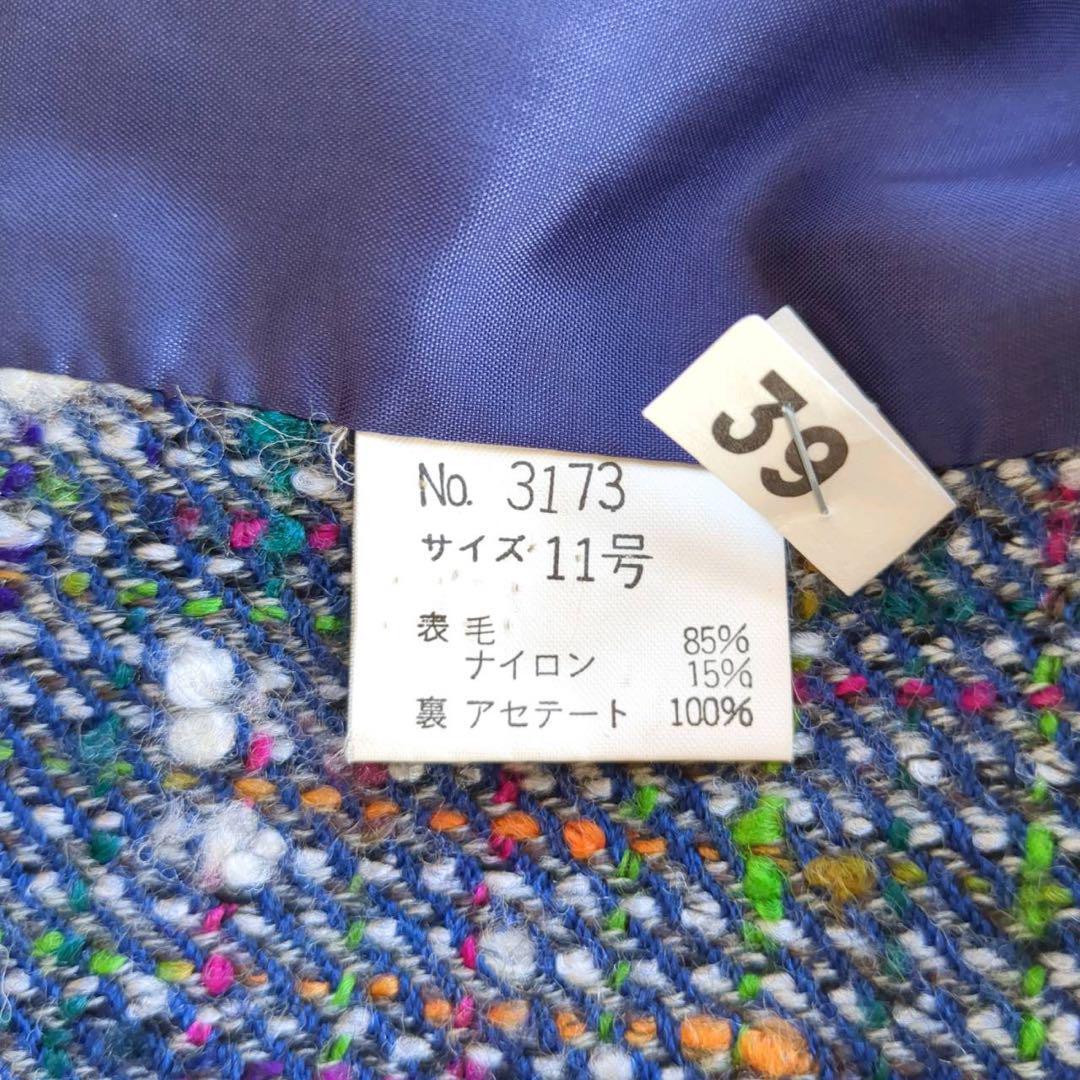 39
No. 3173
サイズ 11号
表 毛 85%
ナイロン 15%
裏 アセテート 100%